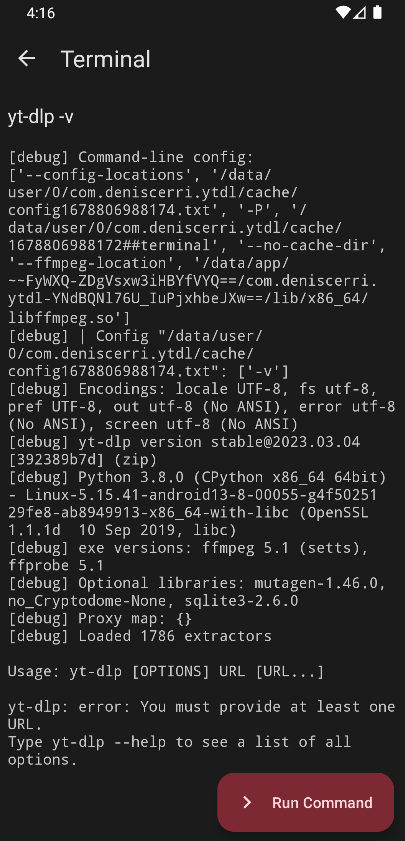 4:16
Terminal
yt-dlp -v
[debug] Command-line config:
['--config-locations', '/data/
user/0/com.deniscerri.ytdl/cache/
config1678806988174.txt', '-P', '/
data/user/0/com.deniscerri.ytdl/cache/
1678806988172##terminal', '--no-cache-dir',
'--ffmpeg-location', '/data/app/
~~FyWXQ-ZDgVsxw3iHBYfVYQ==/com.deniscerri.
ytdl-YNdBQNl76U_IuPjxhbeJXw==/lib/x86_64/
libffmpeg.so']
[debug] | Config "/data/user/
0/com.deniscerri.ytdl/cache/
config1678806988174.txt": ['-v']
[debug] Encodings: locale UTF-8, fs utf-8,
pref UTF-8, out utf-8 (No ANSI), error utf-8
(No ANSI), screen utf-8 (No ANSI)
[debug] yt-dlp version stable@2023.03.04
[392389b7d] (zip)
[debug] Python 3.8.0 (CPython x86_64 64bit)
- Linux-5.15.41-android13-8-00055-g4f50251
29fe8-ab8949913-x86_64-with-libc (OpenSSL
1.1.1d  10 Sep 2019, libc)
[debug] exe versions: ffmpeg 5.1 (setts),
ffprobe 5.1
[debug] Optional libraries: mutagen-1.46.0,
no_Cryptodome-None, sqlite3-2.6.0
[debug] Proxy map: {}
[debug] Loaded 1786 extractors
Usage: yt-dlp [OPTIONS] URL [URL...]
yt-dlp: error: You must provide at least one
URL.
Type yt-dlp --help to see a list of all
options.
Run Command